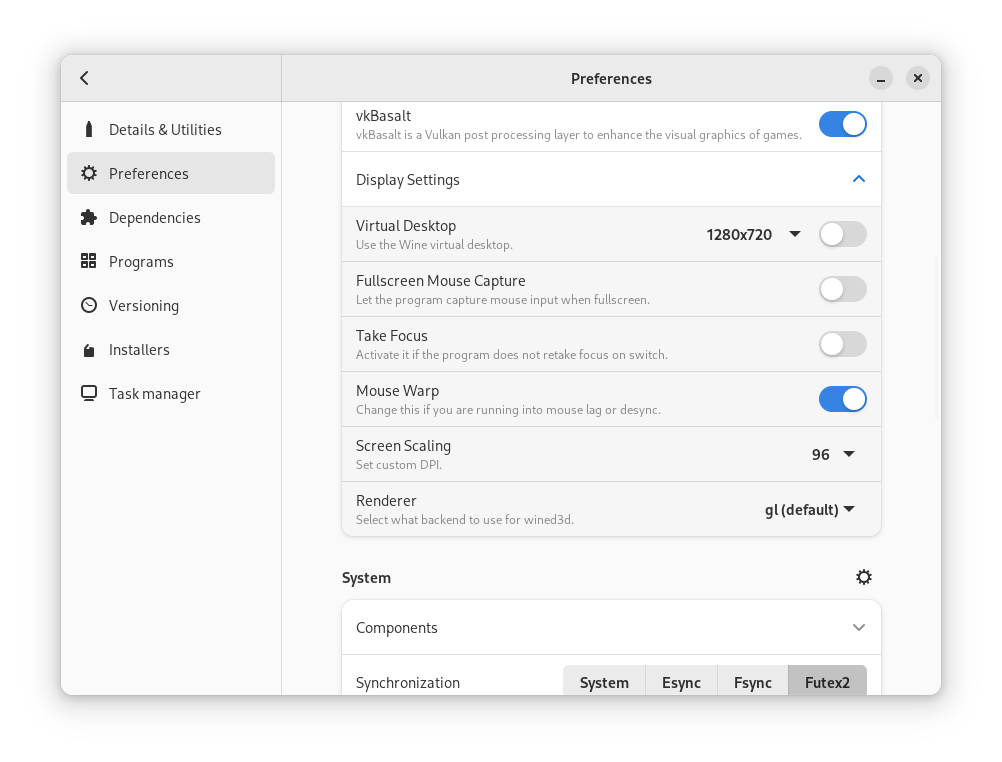 Preferences
Details & Utilities
Preferences
Dependencies
Programs
Versioning
Installers
Task manager
vkBasalt
vkBasalt is a Vulkan post processing layer to enhance the visual graphics of games.
Display Settings
Virtual Desktop
Use the Wine virtual desktop.
1280x720
Fullscreen Mouse Capture
Let the program capture mouse input when fullscreen.
Take Focus
Activate it if the program does not retake focus on switch.
Mouse Warp
Change this if you are running into mouse lag or desync.
Screen Scaling
Set custom DPI.
96
Renderer
Select what backend to use for wined3d.
gl (default)
System
Components
Synchronization
System
Esync
Fsync
Futex2